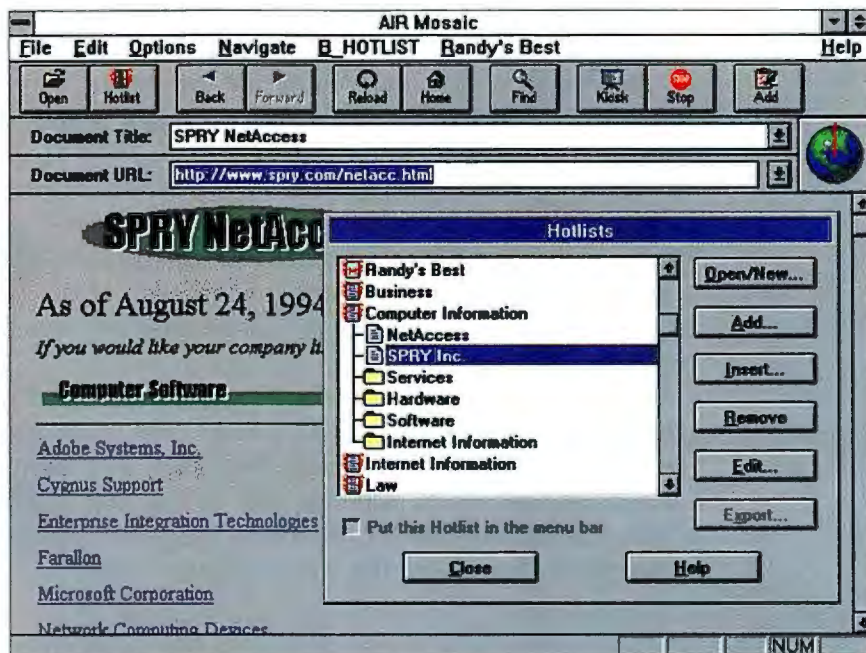 AIR Mosaic
File Edit Options Navigate B_HOTLIST Randy's Best Help
Open Hotlist Back Forward Reload Home Find Kiosk Stop Add
Document Title: SPRY NetAccess
Document URL: http://www.spry.com/netacc.html
SPRY NetAcc
As of August 24, 1994
If you would like your company li
Computer Software
Adobe Systems, Inc.
Cygnus Support
Enterprise Integration Technologies
Farallon
Microsoft Corporation
Network Computing Devices
Hotlists
Randy's Best
Business
Computer Information
NetAccess
SPRY Inc.
Services
Hardware
Software
Internet Information
Internet Information
Law
Open/New...
Add...
Insert...
Remove
Edit...
Export...
Put this Hotlist in the menu bar
Close Help
NUM